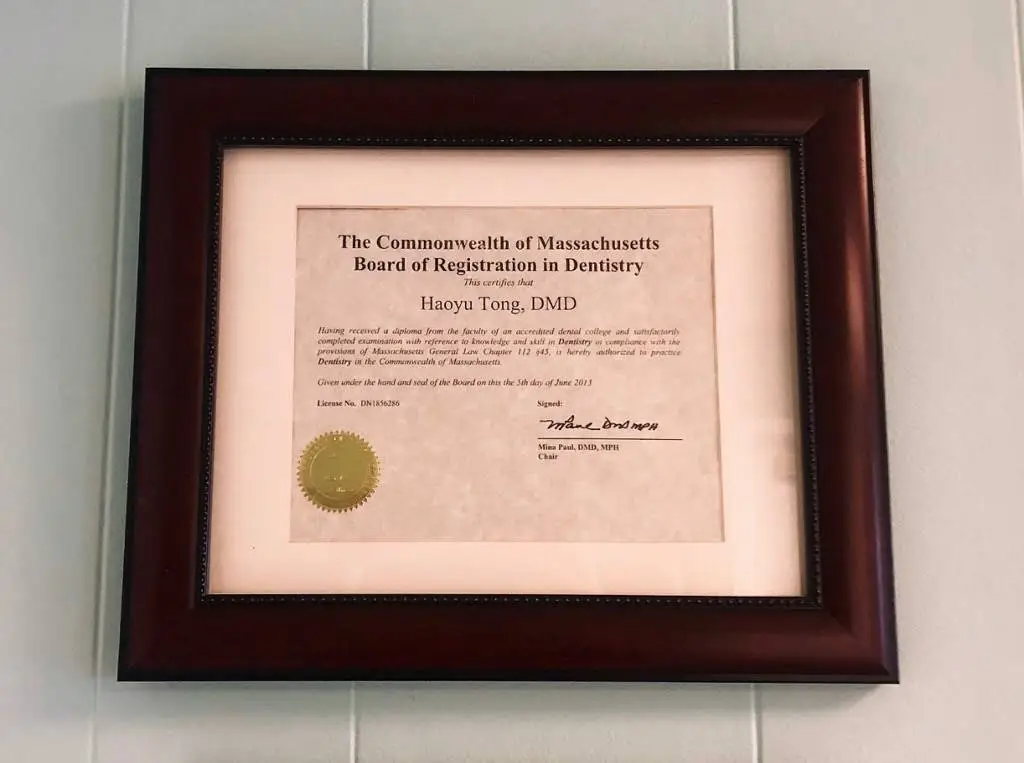 The Commonwealth of Massachusetts
Board of Registration in Dentistry
This certifies that
Haoyu Tong, DMD
Having received a diploma from the faculty of an accredited dental college and satisfactorily
completed examination with reference to knowledge and skill in Dentistry in compliance with the
provisions of Massachusetts General Law Chapter 112 §45, is hereby authorized to practice
Dentistry in the Commonwealth of Massachusetts.
Given under the hand and seal of the Board on this the 5th day of June 2013
License No. DN1856286
Signed:
DMD MPH
Mina Paul, DMD, MPH
Chair